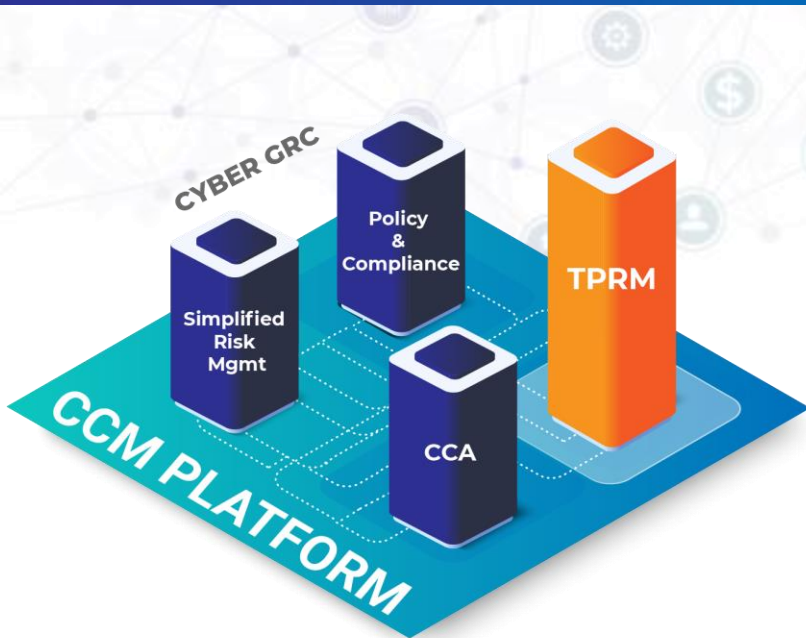 CYBER GRC
Policy
&
Compliance
TPRM
Simplified
Risk
Mgmt
CCA
CCM PLATFORM
$